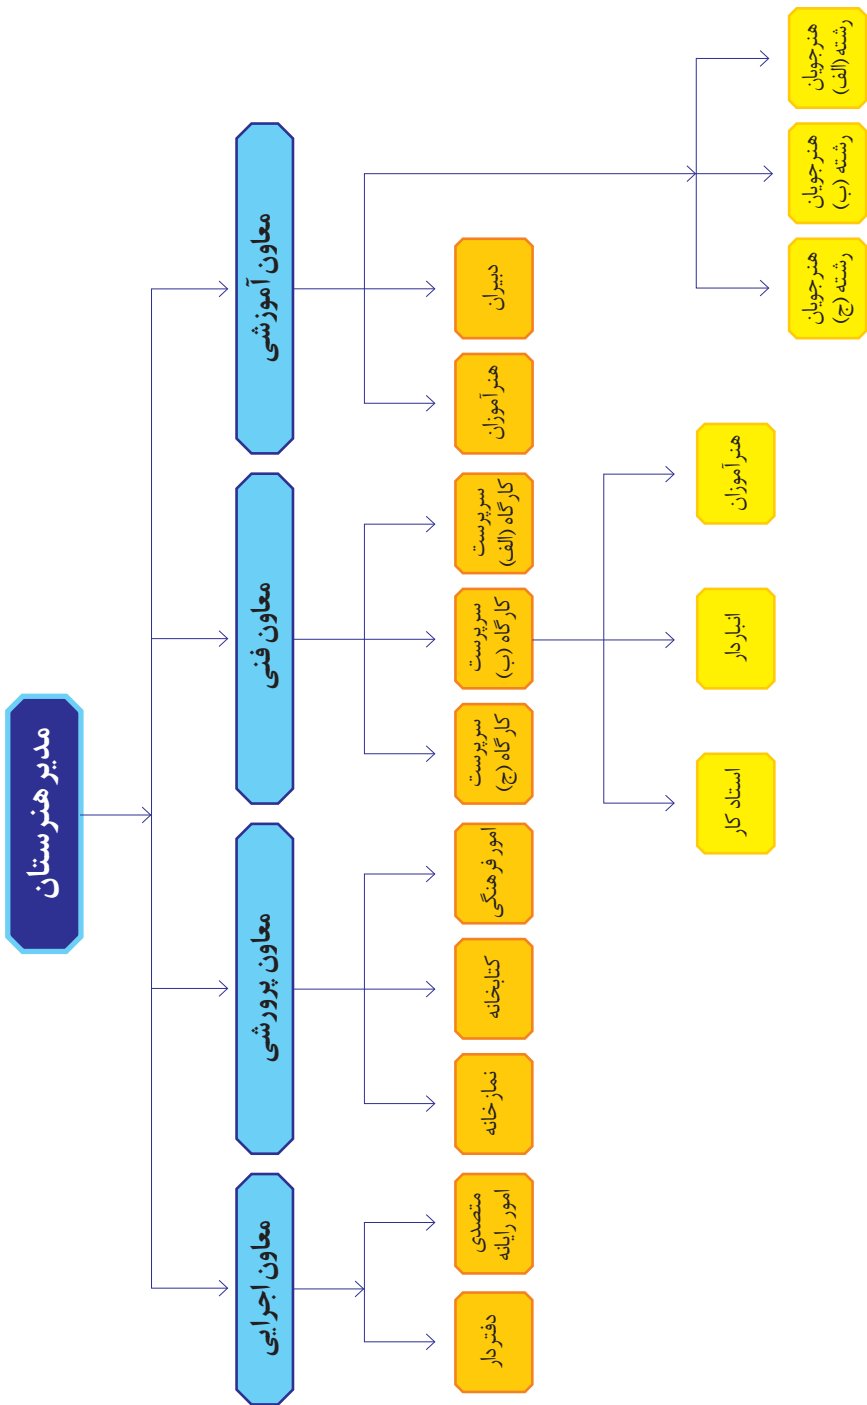 مدیر هنرستان
معاون آموزشی
معاون فنی
معاون پرورشی
معاون اجرایی
دبیران
هنرآموزان
سرپرست
کارگاه (الف)
سرپرست
کارگاه (ب)
سرپرست
کارگاه (ج)
امور فرهنگی
کتابخانه
نمازخانه
متصدی
امور رایانه
دفتردار
هنرآموزان
انباردار
استاد کار
هنرجویان
رشته (الف)
هنرجویان
رشته (ب)
هنرجویان
رشته (ج)